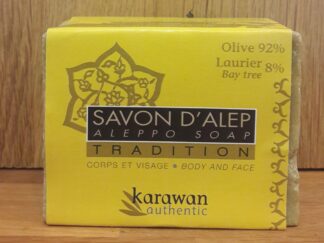 Olive 92%
Laurier 8%
Bay tree
SAVON D'ALEP
ALEPPO SOAP
TRADITION
CORPS ET VISAGE • BODY AND FACE
karawan
authentic